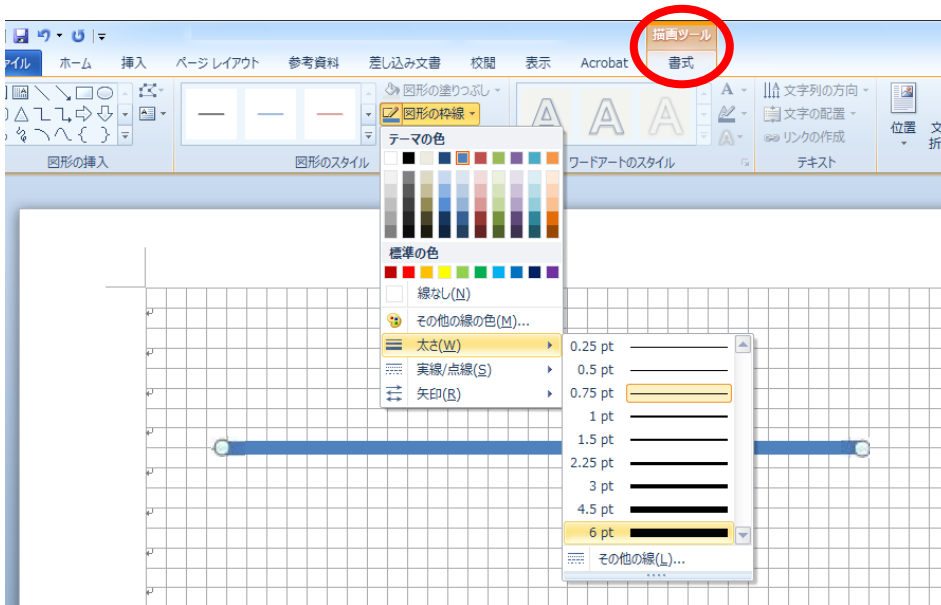 描画ツール
ファイル ホーム 挿入 ページ レイアウト 参考資料 差し込み文書 校閲 表示 Acrobat 書式
図形の塗りつぶし
図形の枠線
文字列の方向
文字の配置
リンクの作成
位置
図形の挿入 図形のスタイル ワードアートのスタイル テキスト
テーマの色
標準の色
線なし(N)
その他の線の色(M)...
太さ(W)
実線/点線(S)
矢印(R)
0.25 pt
0.5 pt
0.75 pt
1 pt
1.5 pt
2.25 pt
3 pt
4.5 pt
6 pt
その他の線(L)...